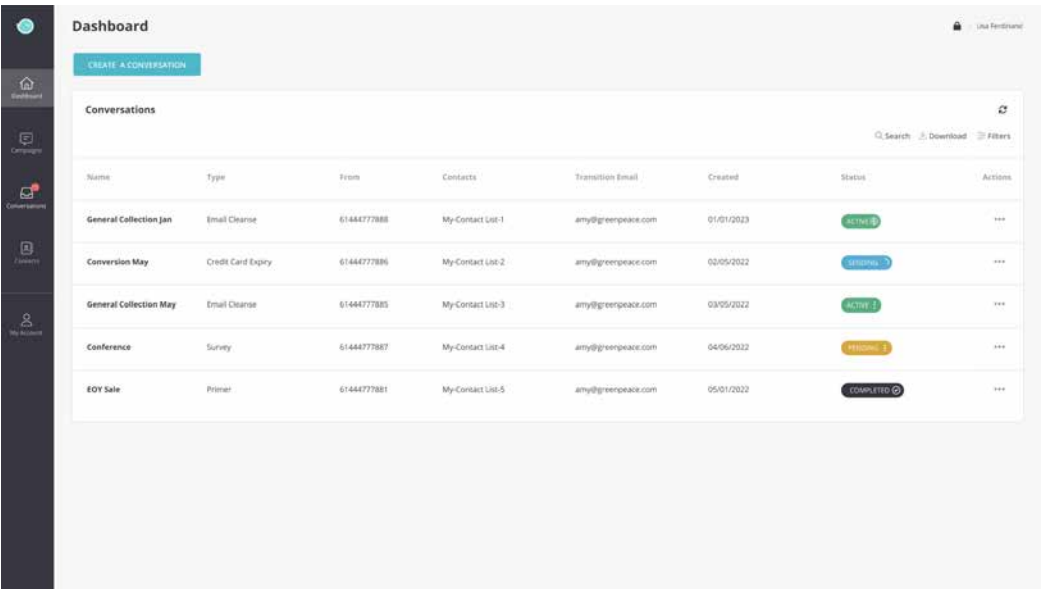 Dashboard
Lisa Ferdinand
CREATE A CONVERSATION
Dashboard
Conversations
Search Download Filters
Campaigns
Name Type From Contacts Transition Email Created Status Actions
Conversations
General Collection Jan Email Cleanse 61444777888 My-Contact List-1 amy@greenpeace.com 01/01/2023 ACTIVE
Conversion May Credit Card Expiry 61444777886 My-Contact List-2 amy@greenpeace.com 02/05/2022 SENDING
General Collection May Email Cleanse 61444777885 My-Contact List-3 amy@greenpeace.com 03/05/2022 ACTIVE
My Account
Conference Survey 61444777887 My-Contact List-4 amy@greenpeace.com 04/06/2022 PENDING
EOY Sale Primer 61444777881 My-Contact List-5 amy@greenpeace.com 05/01/2022 COMPLETED